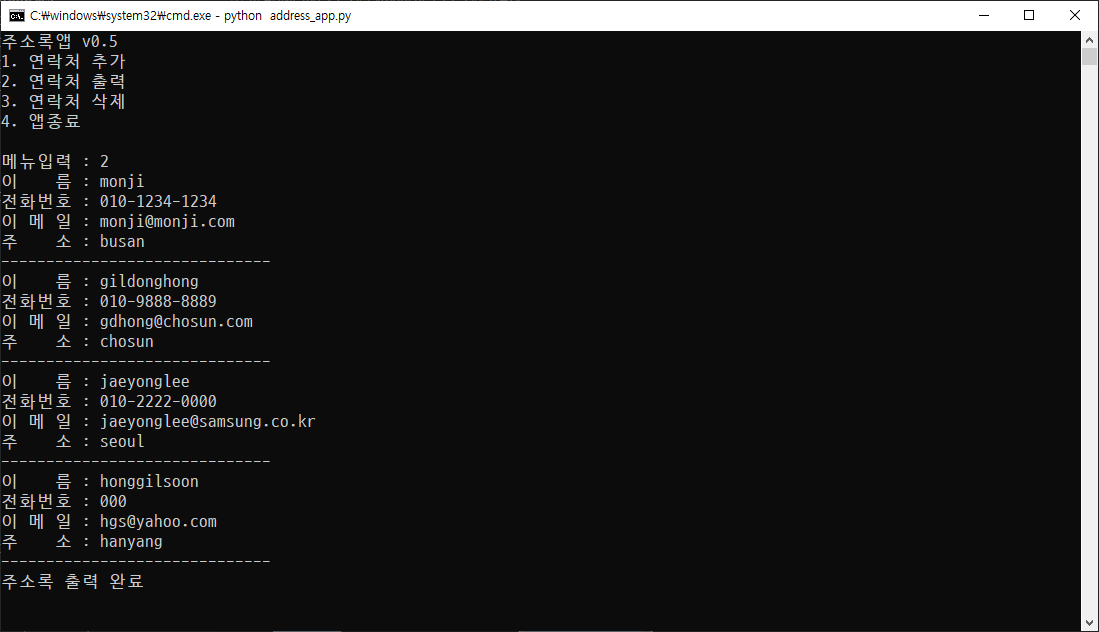 C:\windows\system32\cmd.exe - python  address_app.py
주소록앱 v0.5
1. 연락처 추가
2. 연락처 출력
3. 연락처 삭제
4. 앱종료
메뉴입력 : 2
이    름 : monji
전화번호 : 010-1234-1234
이 메 일 : monji@monji.com
주    소 : busan
------------------------------
이    름 : gildonghong
전화번호 : 010-9888-8889
이 메 일 : gdhong@chosun.com
주    소 : chosun
------------------------------
이    름 : jaeyonglee
전화번호 : 010-2222-0000
이 메 일 : jaeyonglee@samsung.co.kr
주    소 : seoul
------------------------------
이    름 : honggilsoon
전화번호 : 000
이 메 일 : hgs@yahoo.com
주    소 : hanyang
------------------------------
주소록 출력 완료